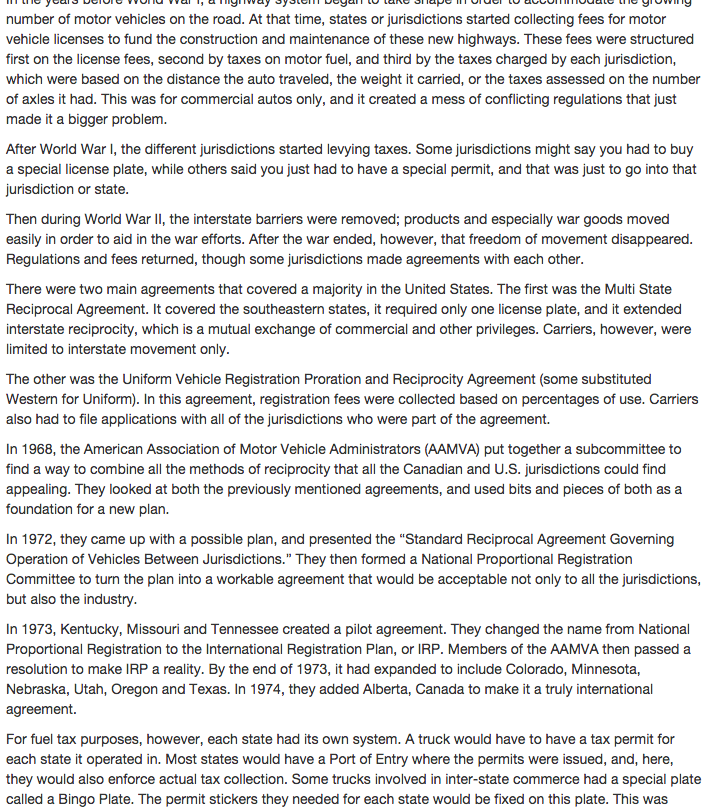 In the years before World War I, a highway system began to take shape in order to accommodate the growing
number of motor vehicles on the road. At that time, states or jurisdictions started collecting fees for motor
vehicle licenses to fund the construction and maintenance of these new highways. These fees were structured
first on the license fees, second by taxes on motor fuel, and third by the taxes charged by each jurisdiction,
which were based on the distance the auto traveled, the weight it carried, or the taxes assessed on the number
of axles it had. This was for commercial autos only, and it created a mess of conflicting regulations that just
made it a bigger problem.
After World War I, the different jurisdictions started levying taxes. Some jurisdictions might say you had to buy
a special license plate, while others said you just had to have a special permit, and that was just to go into that
jurisdiction or state.
Then during World War II, the interstate barriers were removed; products and especially war goods moved
easily in order to aid in the war efforts. After the war ended, however, that freedom of movement disappeared.
Regulations and fees returned, though some jurisdictions made agreements with each other.
There were two main agreements that covered a majority in the United States. The first was the Multi State
Reciprocal Agreement. It covered the southeastern states, it required only one license plate, and it extended
interstate reciprocity, which is a mutual exchange of commercial and other privileges. Carriers, however, were
limited to interstate movement only.
The other was the Uniform Vehicle Registration Proration and Reciprocity Agreement (some substituted
Western for Uniform). In this agreement, registration fees were collected based on percentages of use. Carriers
also had to file applications with all of the jurisdictions who were part of the agreement.
In 1968, the American Association of Motor Vehicle Administrators (AAMVA) put together a subcommittee to
find a way to combine all the methods of reciprocity that all the Canadian and U.S. jurisdictions could find
appealing. They looked at both the previously mentioned agreements, and used bits and pieces of both as a
foundation for a new plan.
In 1972, they came up with a possible plan, and presented the “Standard Reciprocal Agreement Governing
Operation of Vehicles Between Jurisdictions.” They then formed a National Proportional Registration
Committee to turn the plan into a workable agreement that would be acceptable not only to all the jurisdictions,
but also the industry.
In 1973, Kentucky, Missouri and Tennessee created a pilot agreement. They changed the name from National
Proportional Registration to the International Registration Plan, or IRP. Members of the AAMVA then passed a
resolution to make IRP a reality. By the end of 1973, it had expanded to include Colorado, Minnesota,
Nebraska, Utah, Oregon and Texas. In 1974, they added Alberta, Canada to make it a truly international
agreement.
For fuel tax purposes, however, each state had its own system. A truck would have to have a tax permit for
each state it operated in. Most states would have a Port of Entry where the permits were issued, and, here,
they would also enforce actual tax collection. Some trucks involved in inter-state commerce had a special plate
called a Bingo Plate. The permit stickers they needed for each state would be fixed on this plate. This was